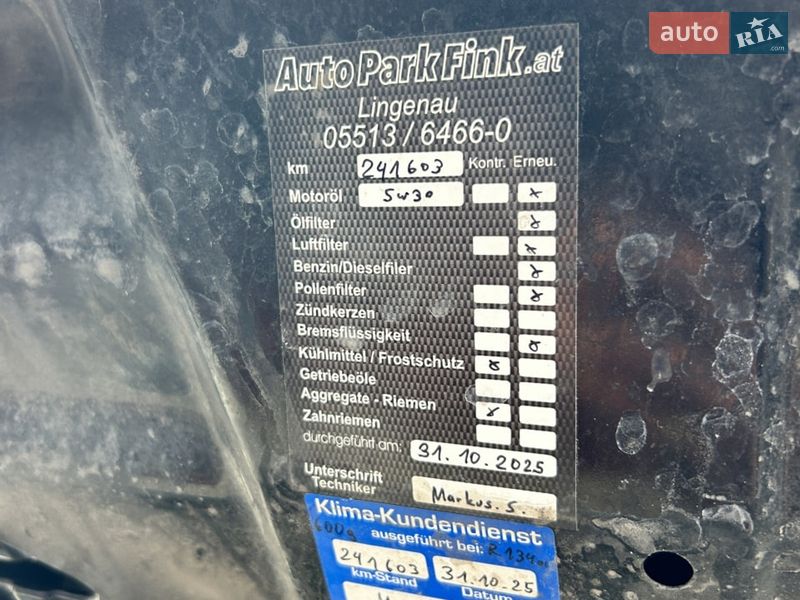 auto RIA .com
AutoParkFink.at
Lingenau
05513 / 6466-0
km 241603 Kontr. Erneu.
Motoröl 5w30 x
Ölfilter x
Luftfilter x
Benzin/Dieselfiler x
Pollenfilter x
Zündkerzen
Bremsflüssigkeit x
Kühlmittel / Frostschutz x
Getriebeöle
Aggregate - Riemen x
Zahnriemen
durchgeführt am: 31.10.2025
Unterschrift
Techniker Markus. S.
Klima-Kundendienst
600g ausgeführt bei: R134a
241603 31.10.25
km-Stand Datum